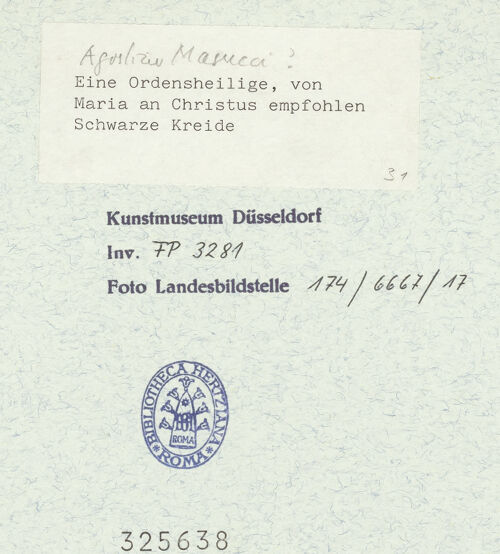 Agostino Masucci?
Eine Ordensheilige, von
Maria an Christus empfohlen
Schwarze Kreide
31
Kunstmuseum Düsseldorf
Inv. FP 3281
Foto Landesbildstelle 174/6667/17
*BIBLIOTHECA HERTZIANA*
ROMA
ROMA
325638